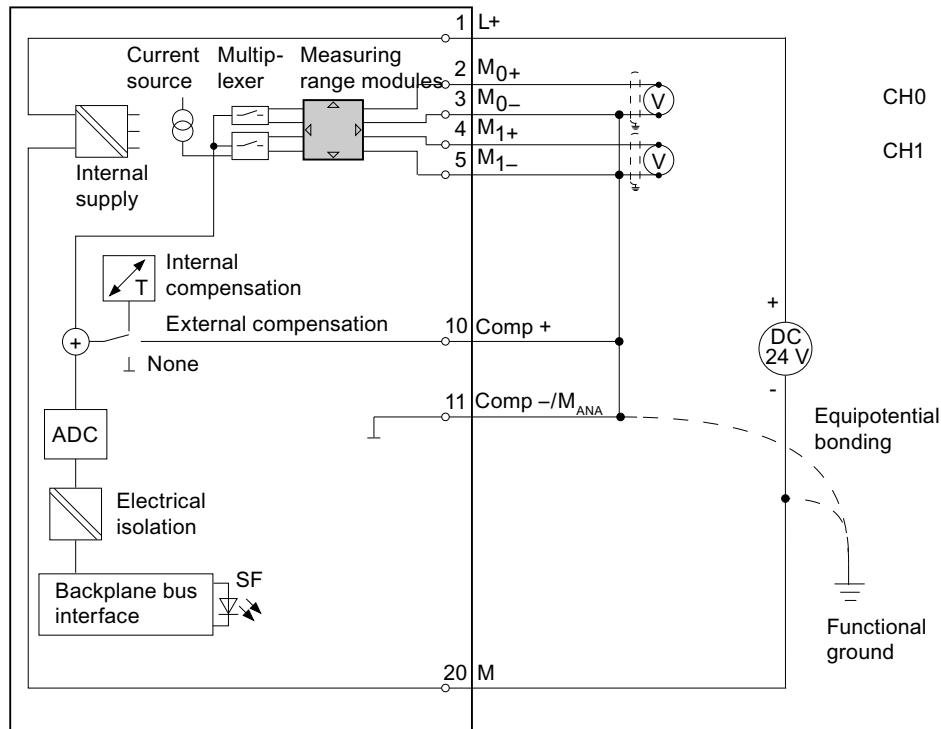 1 L+
Current source
Multip-
lexer
Measuring
range modules
2 M0+
3 M0–
4 M1+
5 M1–
V
V
CH0
CH1
Internal
supply
T
Internal
compensation
External compensation
10 Comp +
+
None
+
DC
24 V
-
11 Comp –/MANA
Equipotential
bonding
ADC
Electrical
isolation
Backplane bus
interface
SF
Functional
ground
20 M